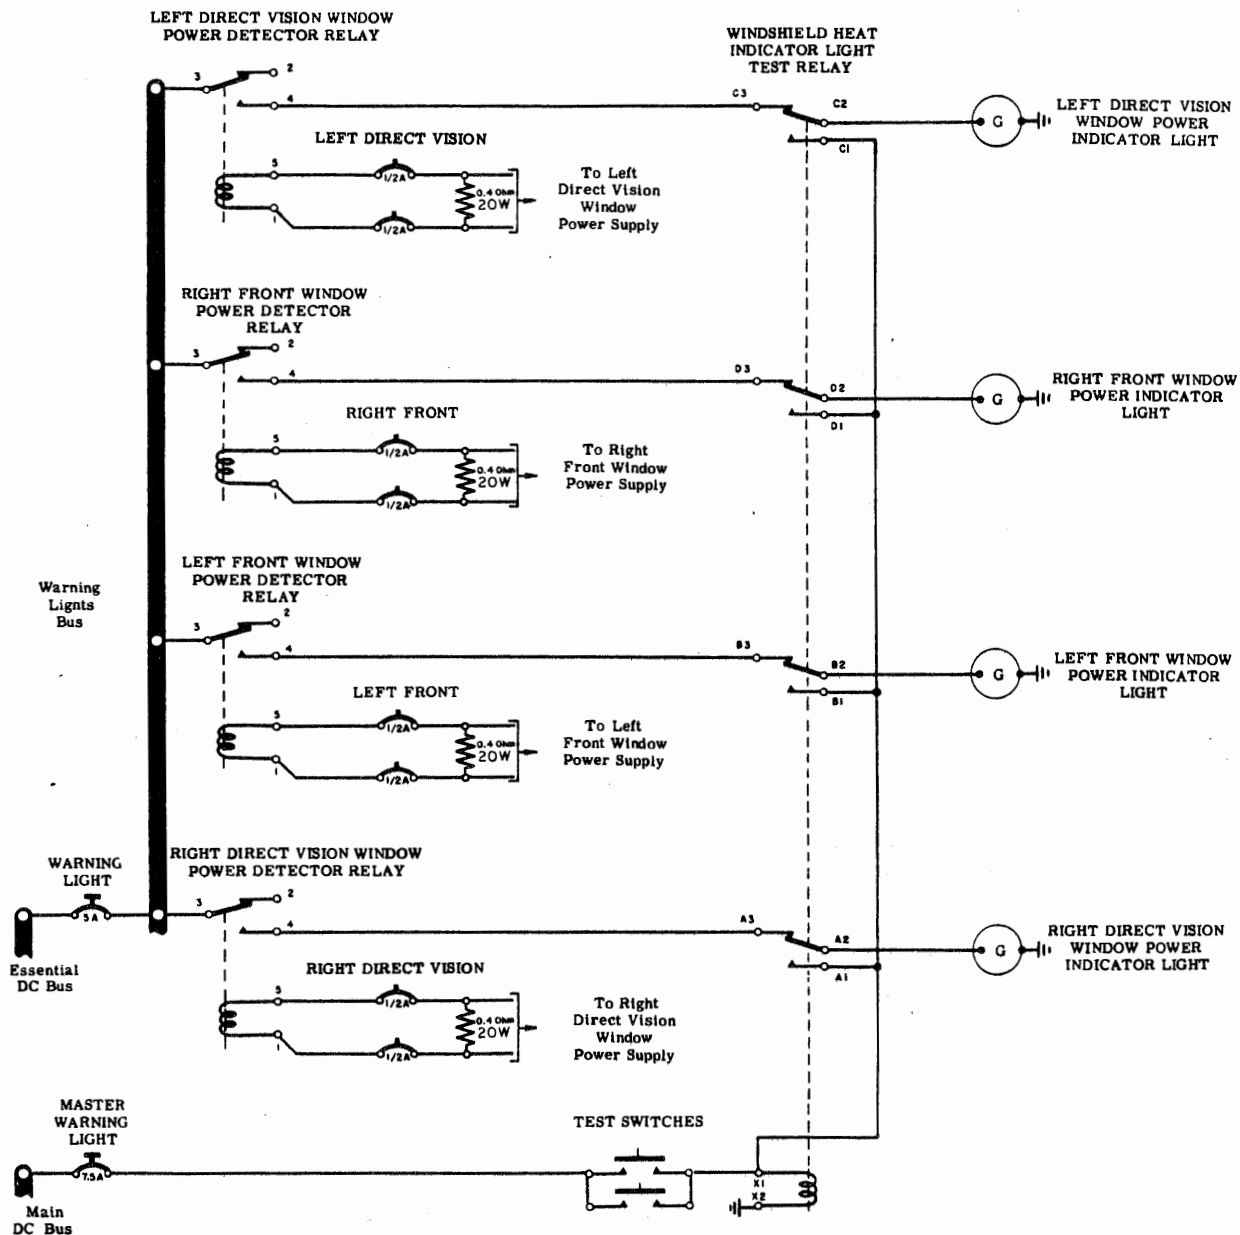 LEFT DIRECT VISION WINDOW
POWER DETECTOR RELAY
WINDSHIELD HEAT
INDICATOR LIGHT
TEST RELAY
3
2
4
C3
C2
C1
G
LEFT DIRECT VISION
WINDOW POWER
INDICATOR LIGHT
LEFT DIRECT VISION
5
1/2A
0.4 Ohm
20W
1/2A
To Left
Direct Vision
Window
Power Supply
RIGHT FRONT WINDOW
POWER DETECTOR
RELAY
3
2
4
D3
D2
D1
G
RIGHT FRONT WINDOW
POWER INDICATOR
LIGHT
RIGHT FRONT
5
1/2A
0.4 Ohm
20W
1/2A
To Right
Front Window
Power Supply
LEFT FRONT WINDOW
POWER DETECTOR
RELAY
Warning
Lignts
Bus
3
2
4
B3
B2
B1
G
LEFT FRONT WINDOW
POWER INDICATOR
LIGHT
LEFT FRONT
5
1/2A
0.4 Ohm
20W
1/2A
To Left
Front Window
Power Supply
WARNING
LIGHT
5A
Essential
DC Bus
RIGHT DIRECT VISION WINDOW
POWER DETECTOR RELAY
3
2
4
A3
A2
A1
G
RIGHT DIRECT VISION
WINDOW POWER
INDICATOR LIGHT
RIGHT DIRECT VISION
5
1/2A
0.4 Ohm
20W
1/2A
To Right
Direct Vision
Window
Power Supply
MASTER
WARNING
LIGHT
7.5A
Main
DC Bus
TEST SWITCHES
X1
X2